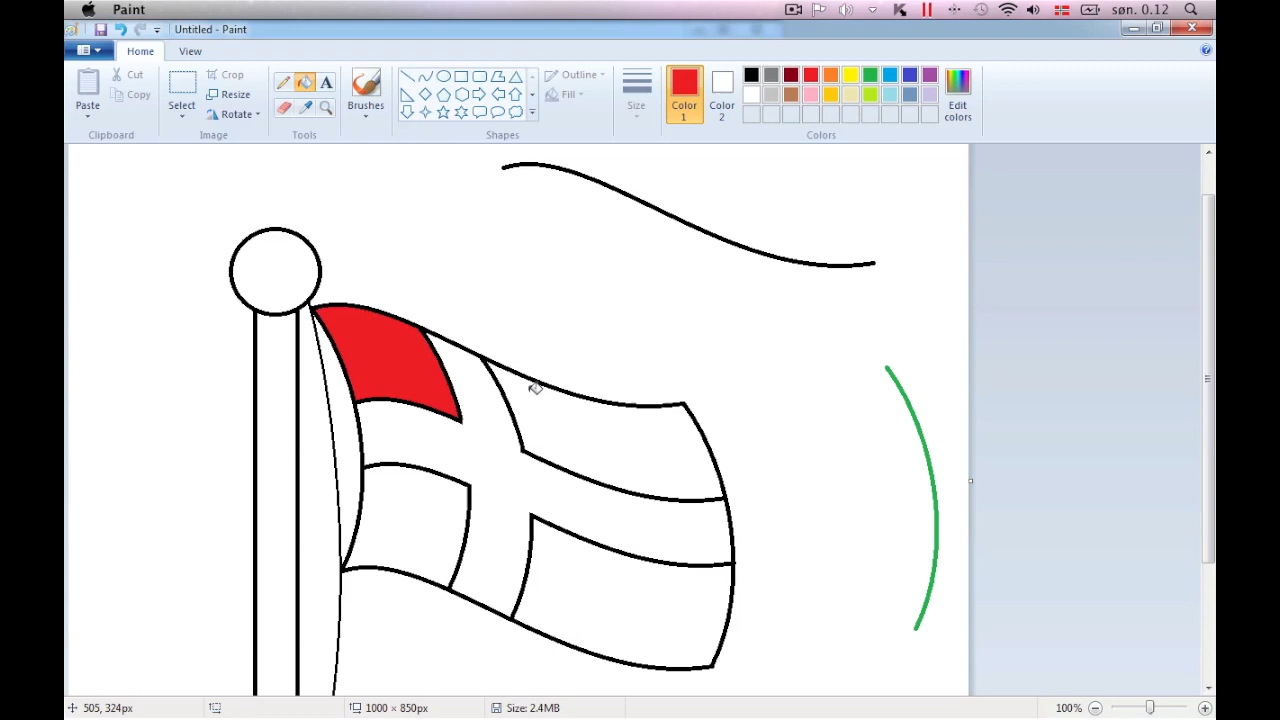 Paint
søn. 0.12
Untitled - Paint
Home View
Paste
Cut
Copy
Clipboard
Select
Crop
Resize
Rotate
Image
A
Tools
Brushes
Shapes
Outline
Fill
Size
Color 1
Color 2
Edit colors
Colors
505, 324px
1000 × 850px
Size: 2.4MB
100%